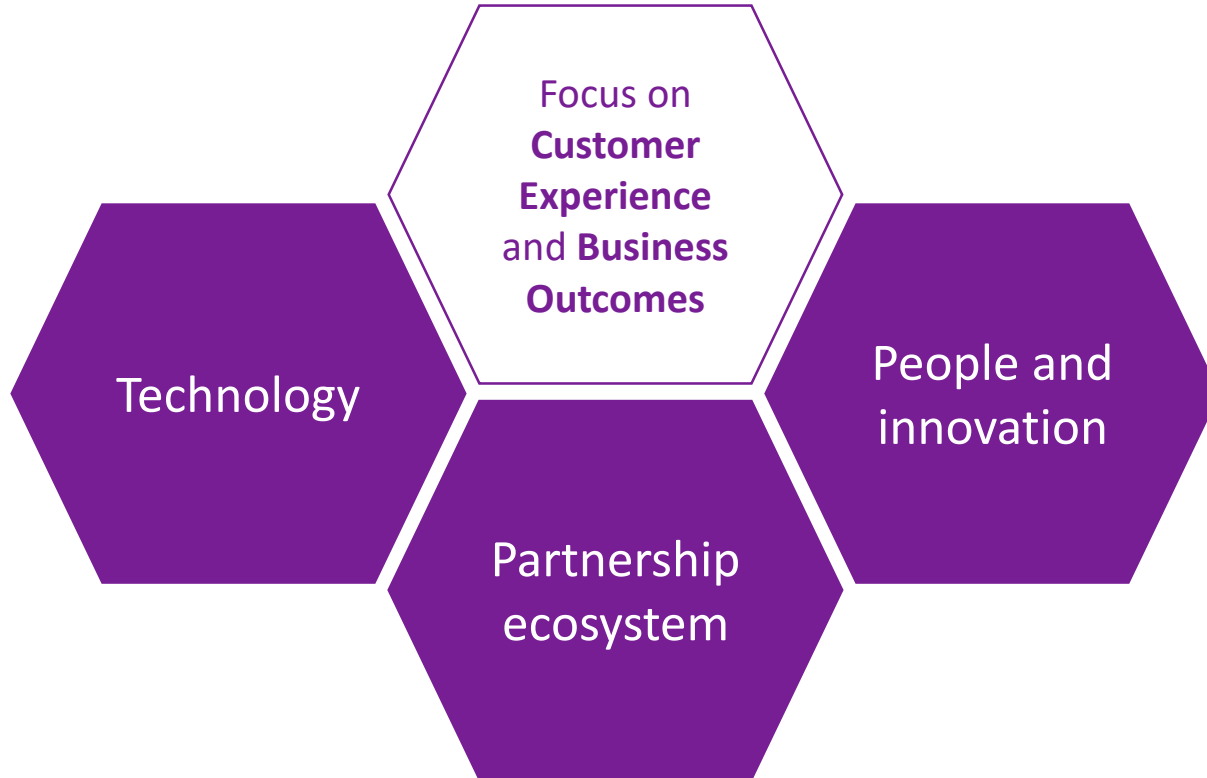 Focus on
Customer
Experience
and Business
Outcomes
Technology
People and
innovation
Partnership
ecosystem